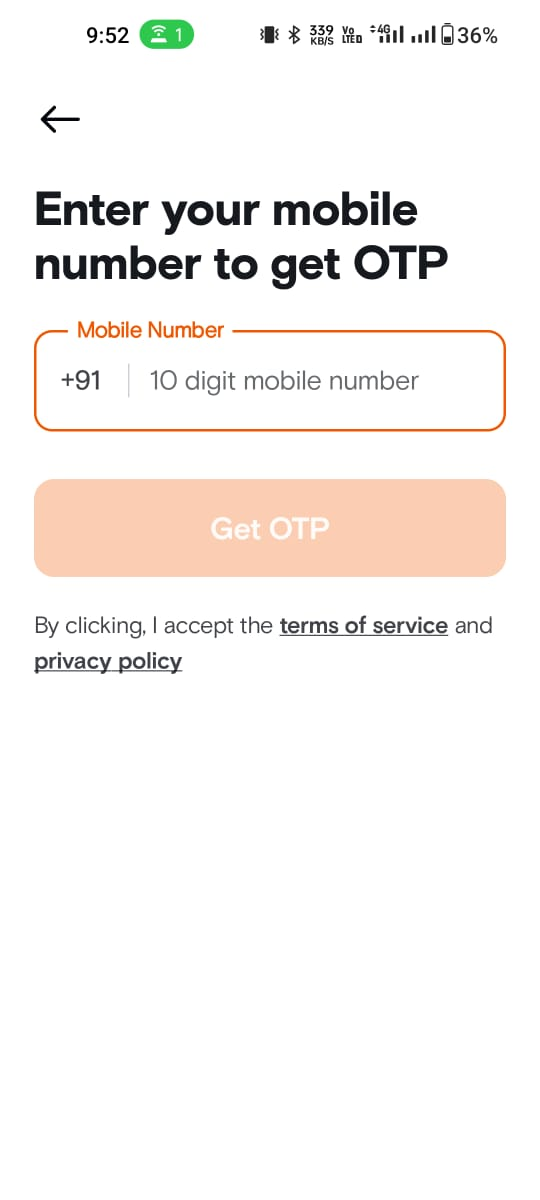 9:52 1 339 KB/S Vo LTED 4G 36%
Enter your mobile
number to get OTP
Mobile Number
+91 10 digit mobile number
Get OTP
By clicking, I accept the terms of service and
privacy policy